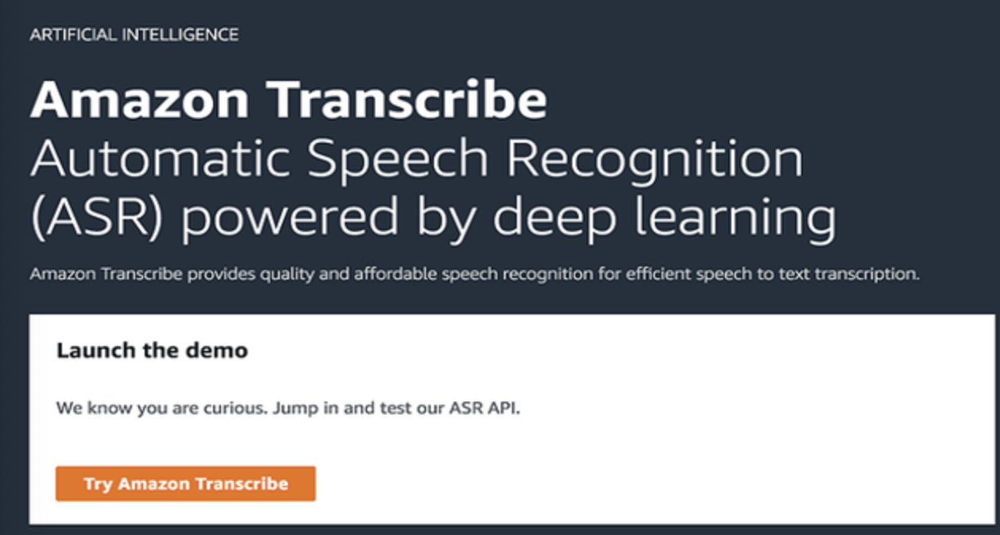 ARTIFICIAL INTELLIGENCE
Amazon Transcribe
Automatic Speech Recognition
(ASR) powered by deep learning
Amazon Transcribe provides quality and affordable speech recognition for efficient speech to text transcription.
Launch the demo
We know you are curious. Jump in and test our ASR API.
Try Amazon Transcribe